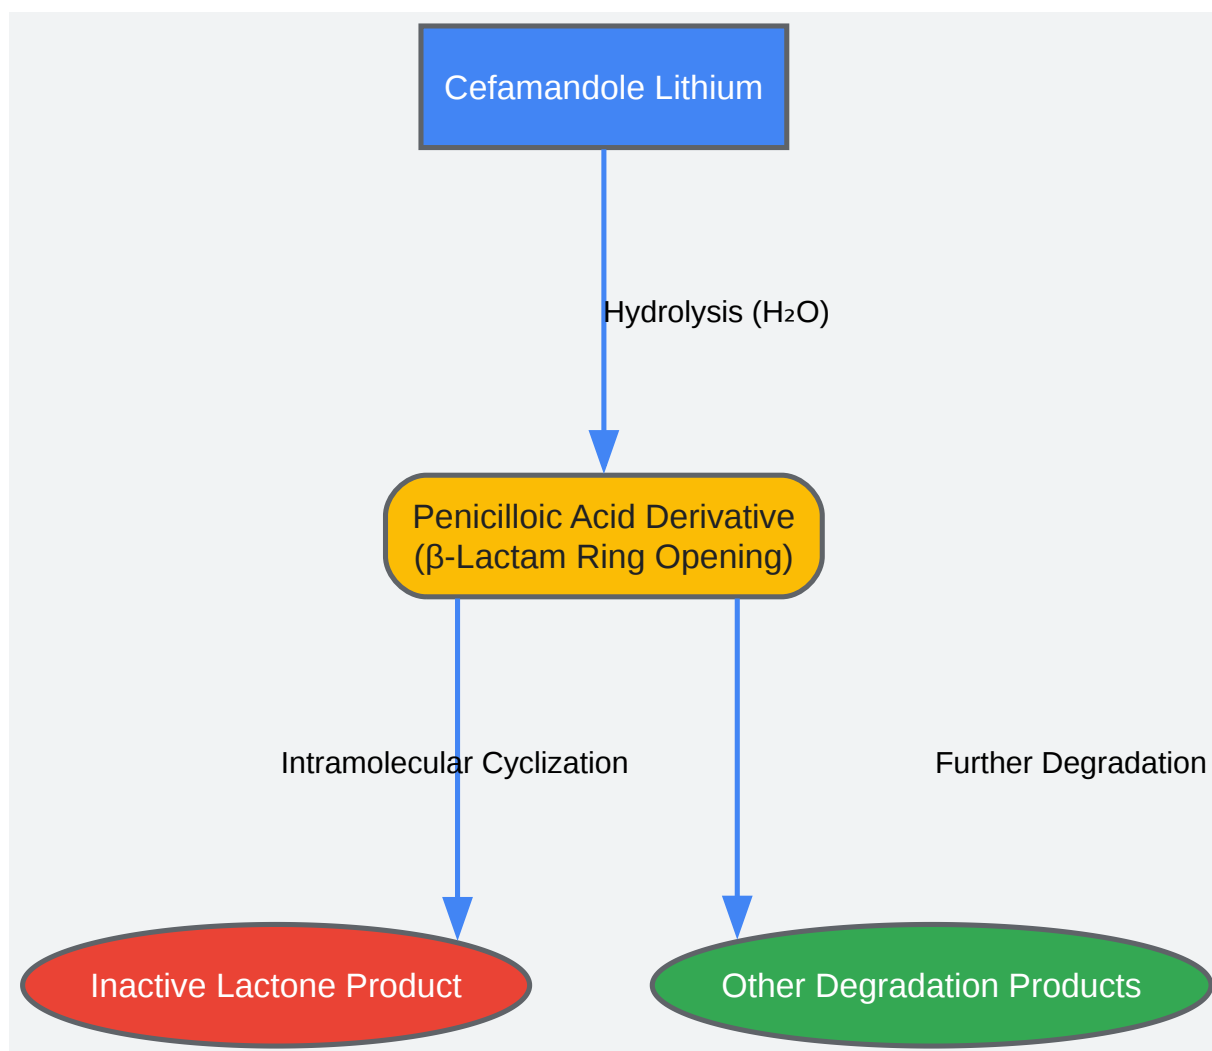 Cefamandole Lithium
Hydrolysis (H₂O)
Penicilloic Acid Derivative
(β-Lactam Ring Opening)
Intramolecular Cyclization
Further Degradation
Inactive Lactone Product
Other Degradation Products